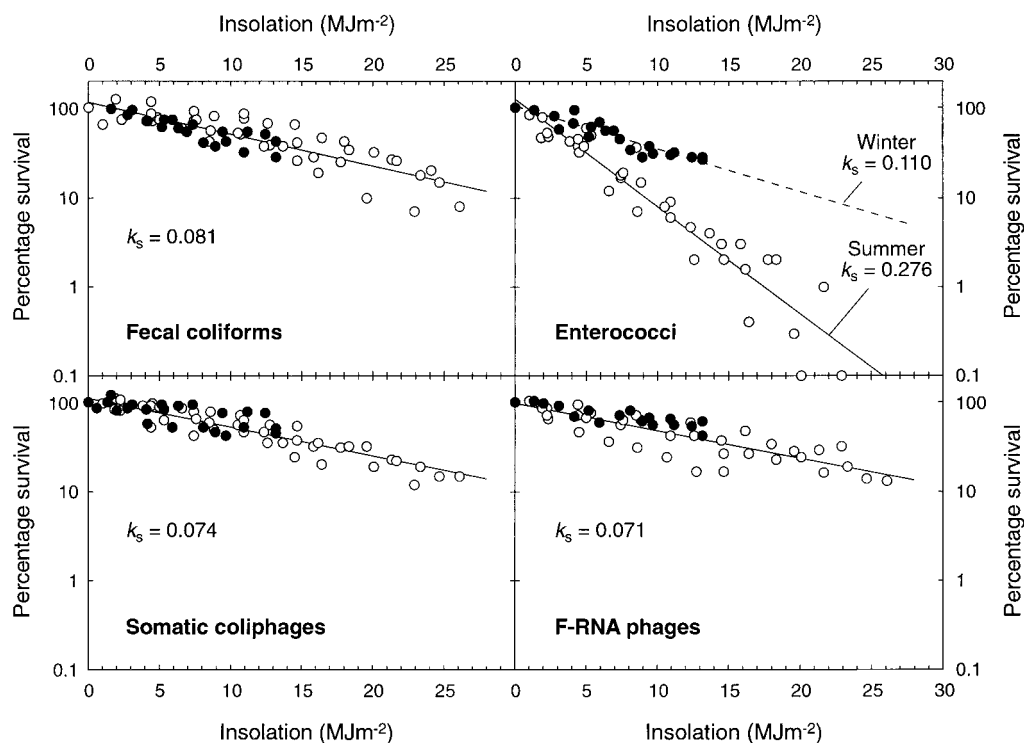 Insolation (MJm-2) Insolation (MJm-2)
0 5 10 15 20 25 0 5 10 15 20 25
Percentage survival
100
10
1
0.1
ks = 0.081
Fecal coliforms
Winter
ks = 0.110
Summer
ks = 0.276
Enterococci
100
10
1
0.1
Percentage survival
Percentage survival
100
10
1
0.1
ks = 0.074
Somatic coliphages
ks = 0.071
F-RNA phages
100
10
1
0.1
Percentage survival
0 5 10 15 20 25 0 5 10 15 20 25 30
Insolation (MJm-2) Insolation (MJm-2)